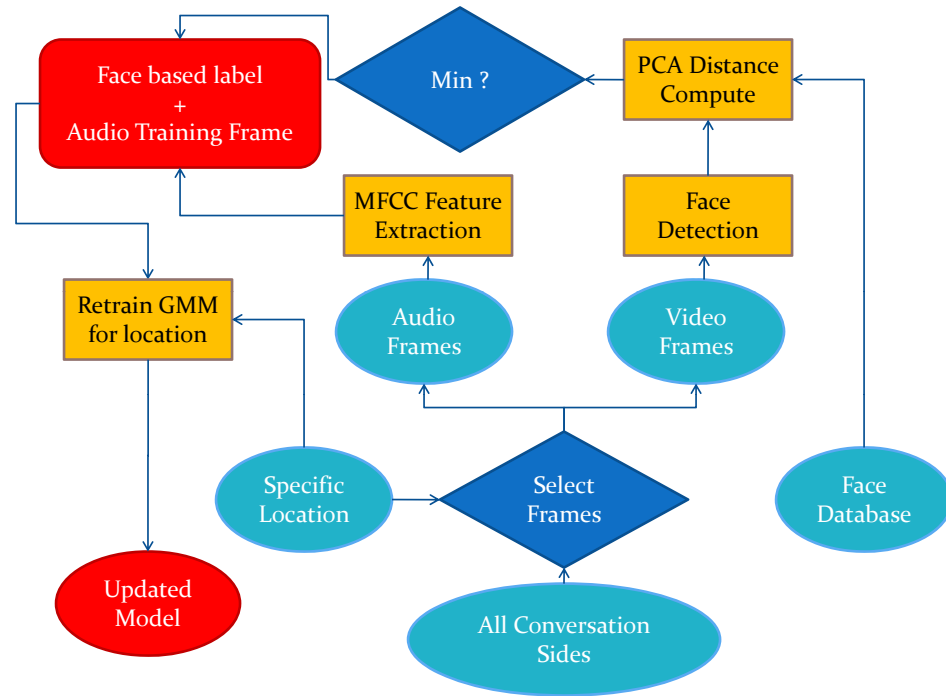 Face based label
+
Audio Training Frame
Min ?
PCA Distance
Compute
MFCC Feature
Extraction
Face
Detection
Retrain GMM
for location
Audio
Frames
Video
Frames
Specific
Location
Select
Frames
Face
Database
Updated
Model
All Conversation
Sides